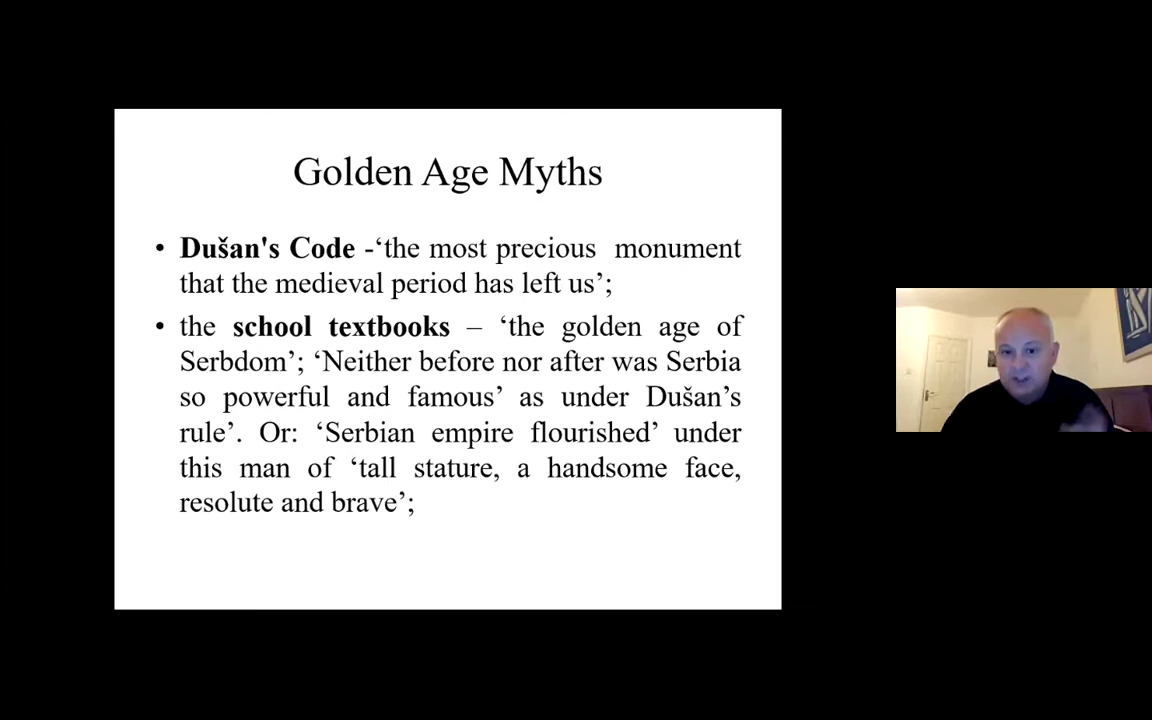 Golden Age Myths
• Dušan's Code -‘the most precious monument
that the medieval period has left us’;
• the school textbooks – ‘the golden age of
Serbdom’; ‘Neither before nor after was Serbia
so powerful and famous’ as under Dušan’s
rule’. Or: ‘Serbian empire flourished’ under
this man of ‘tall stature, a handsome face,
resolute and brave’;